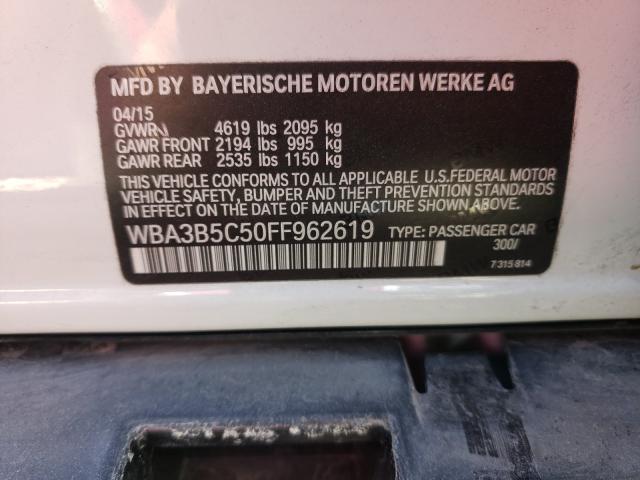 MFD BY BAYERISCHE MOTOREN WERKE AG
04/15
GVWR 4619 lbs 2095 kg
GAWR FRONT 2194 lbs 995 kg
GAWR REAR 2535 lbs 1150 kg
THIS VEHICLE CONFORMS TO ALL APPLICABLE U.S.FEDERAL MOTOR
VEHICLE SAFETY, BUMPER AND THEFT PREVENTION STANDARDS
IN EFFECT ON THE DATE OF MANUFACTURE SHOWN ABOVE.
WBA3B5C50FF962619 TYPE: PASSENGER CAR
300/
7 315 814